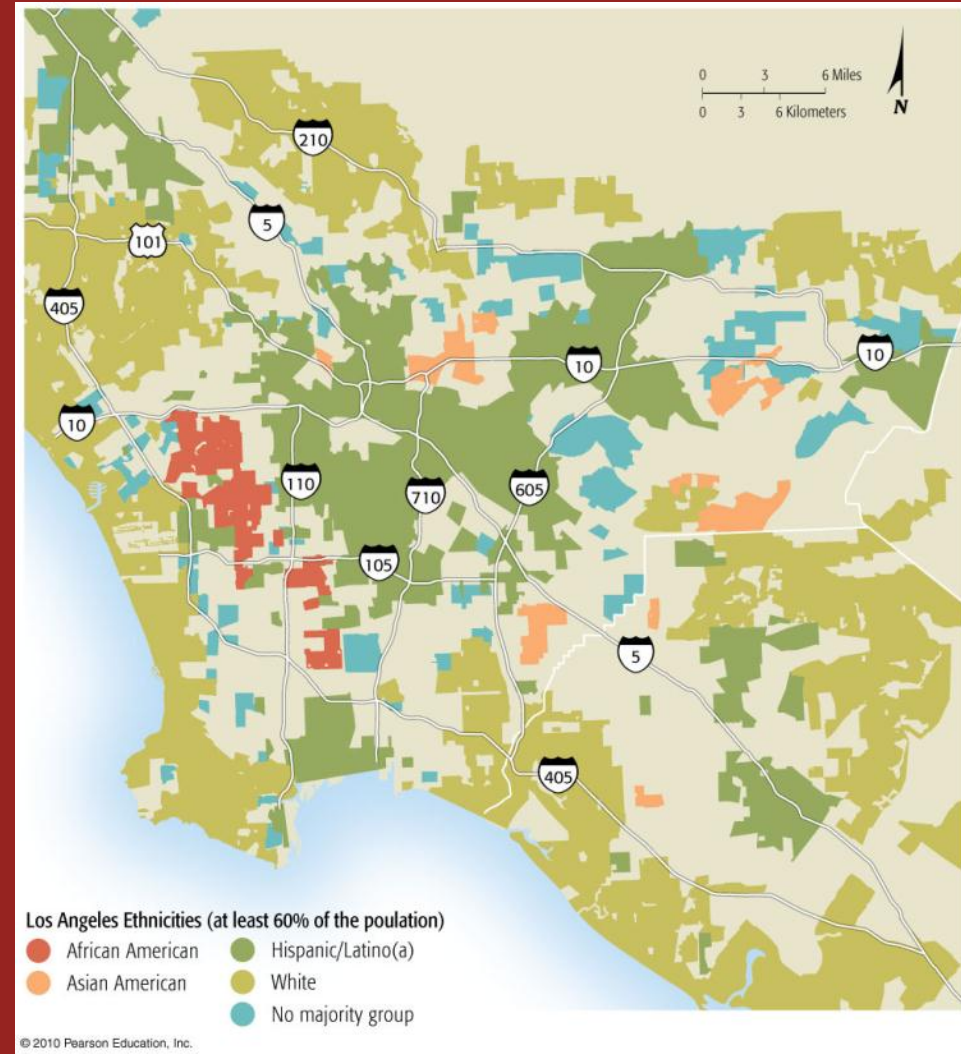 0 3 6 Miles
0 3 6 Kilometers
N
210
5
101
405
10
10
10
110
710
605
105
5
405
Los Angeles Ethnicities (at least 60% of the poulation)
African American
Hispanic/Latino(a)
Asian American
White
No majority group
© 2010 Pearson Education, Inc.